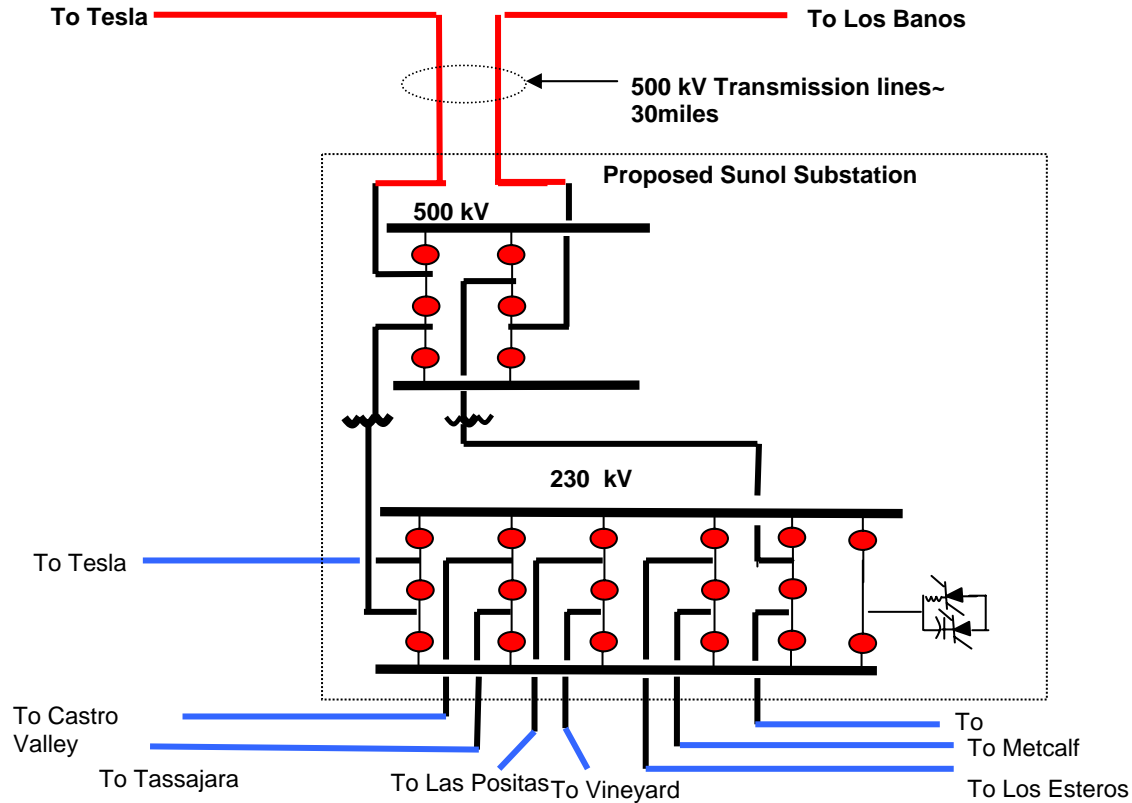 To Tesla
To Los Banos
500 kV Transmission lines~
30miles
Proposed Sunol Substation
500 kV
230 kV
To Tesla
To Castro
Valley
To Tassajara
To Las Positas
To Vineyard
To
To Metcalf
To Los Esteros